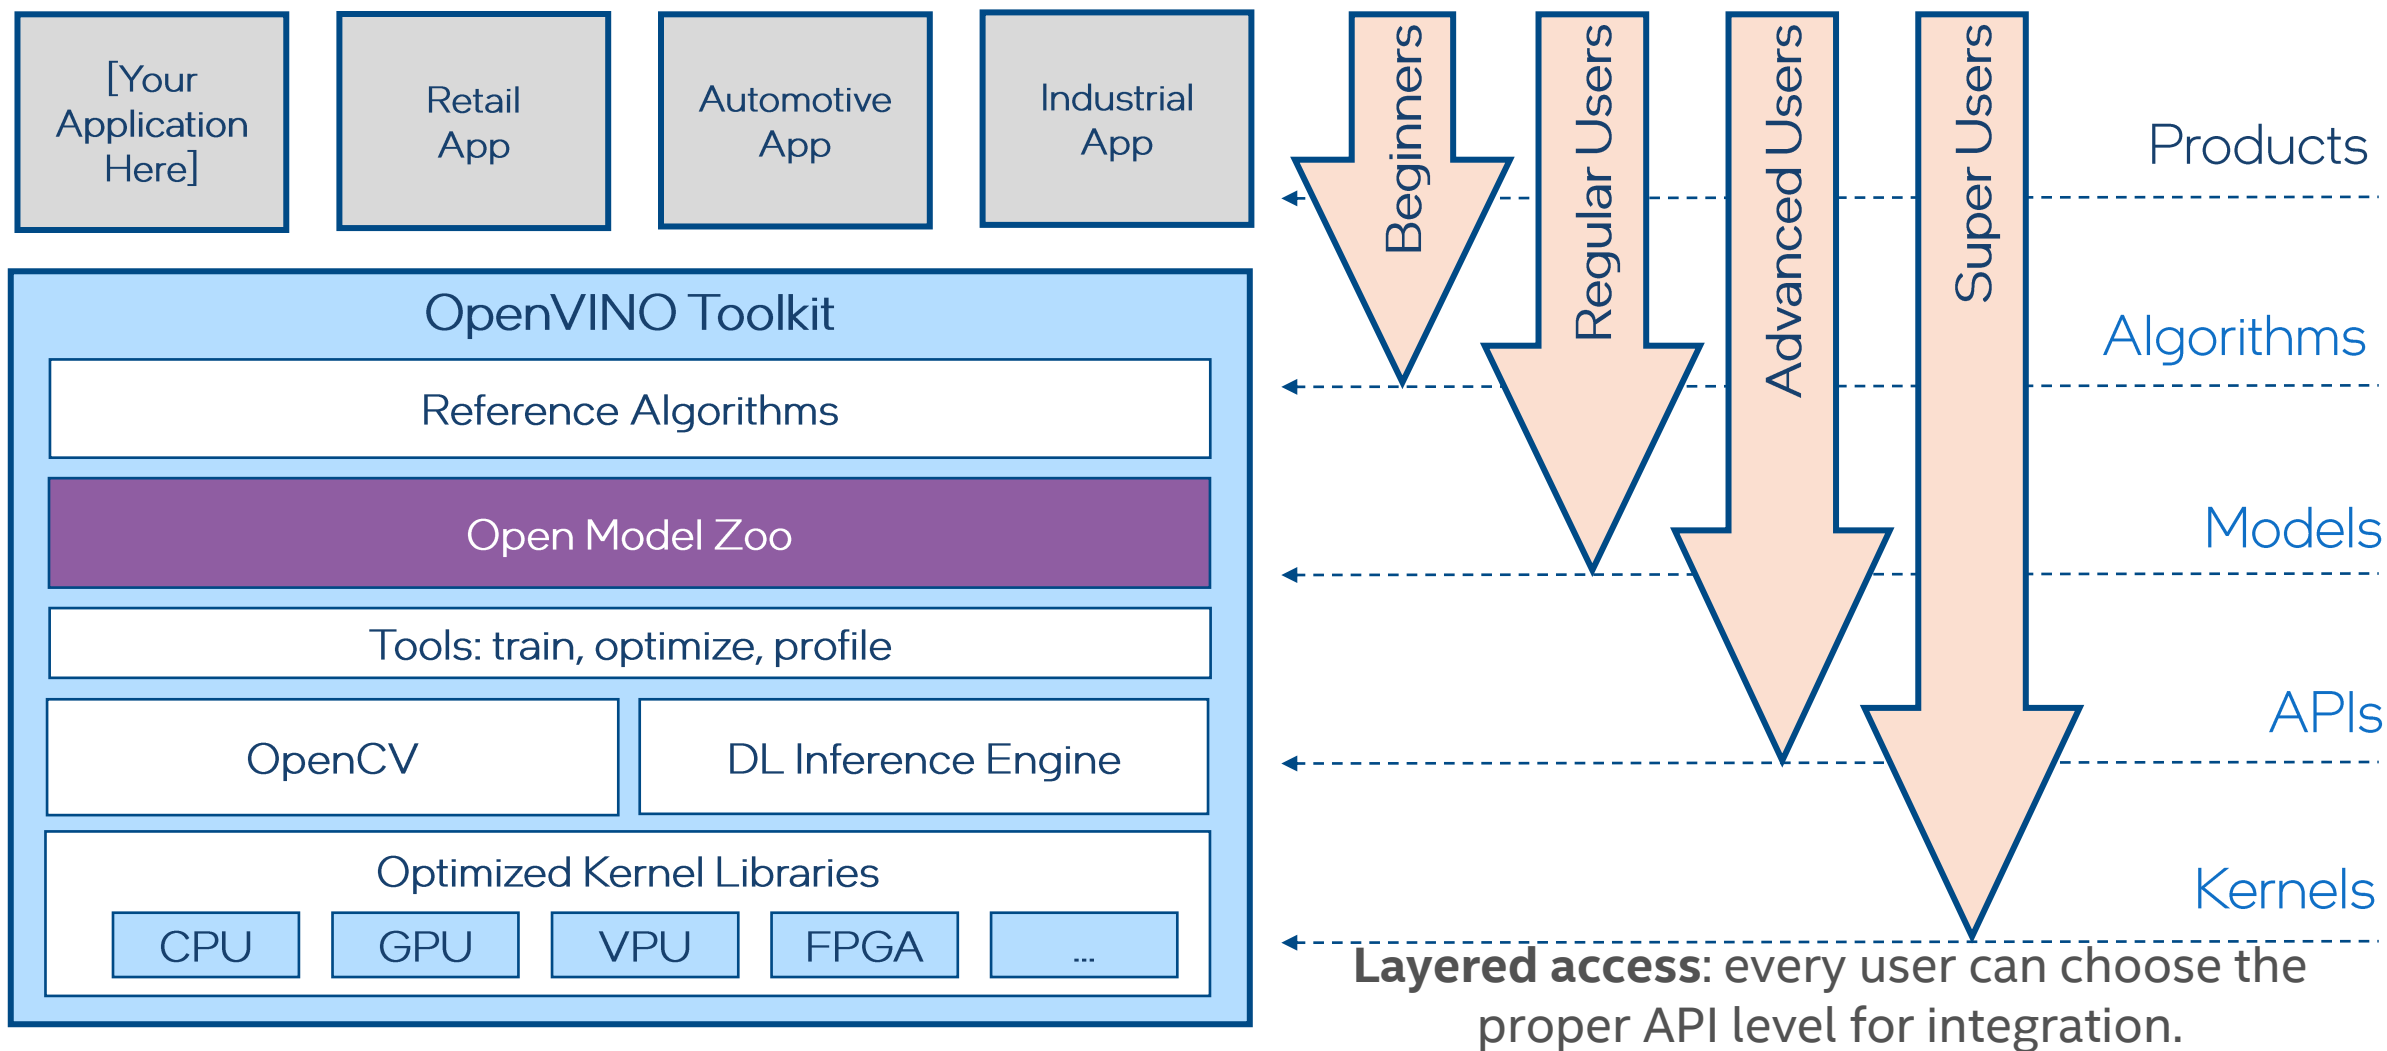 [Your
Application
Here]
Retail
App
Automotive
App
Industrial
App
OpenVINO Toolkit
Reference Algorithms
Open Model Zoo
Tools: train, optimize, profile
OpenCV
DL Inference Engine
Optimized Kernel Libraries
CPU
GPU
VPU
FPGA
...
Beginners
Regular Users
Advanced Users
Super Users
Products
Algorithms
Models
APIs
Kernels
Layered access: every user can choose the
proper API level for integration.